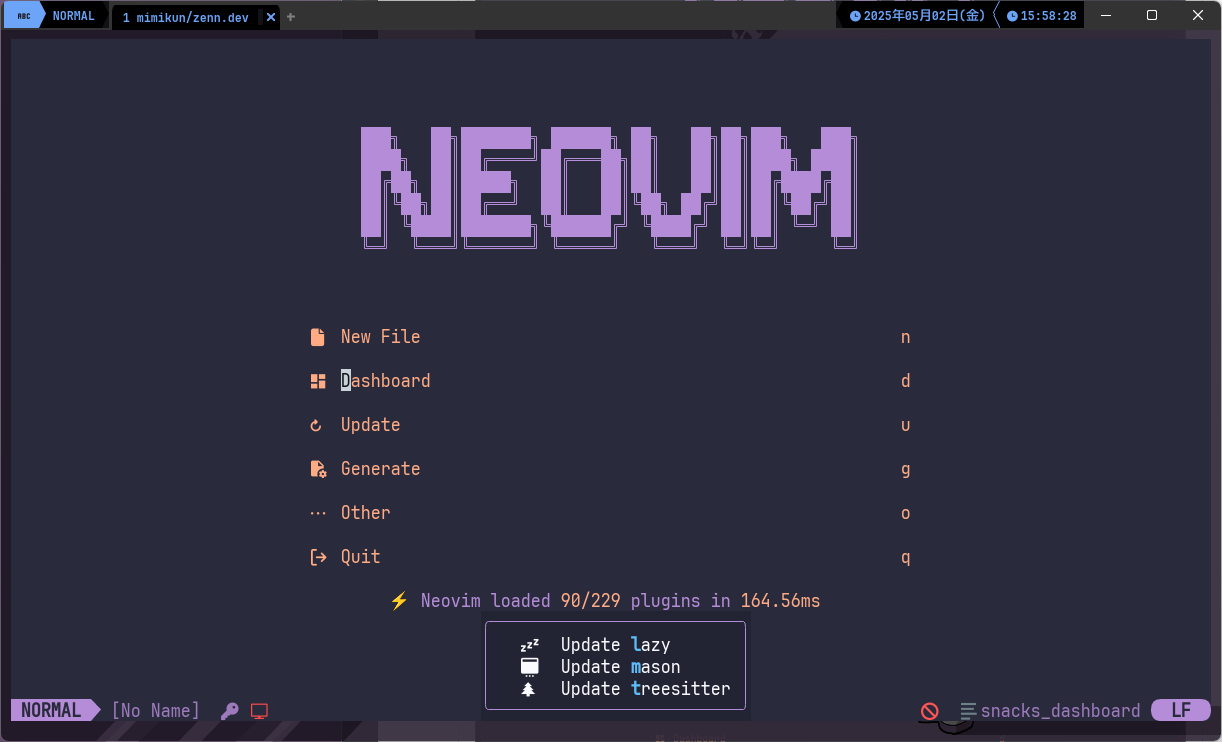 ABC NORMAL 1 mimikun/zenn.dev × + 2025年05月02日(金) 15:58:28
NEOVIM
New File n
Dashboard d
Update u
Generate g
Other o
Quit q
⚡ Neovim loaded 90/229 plugins in 164.56ms
zzz Update lazy
Update mason
Update treesitter
NORMAL [No Name] snacks_dashboard LF